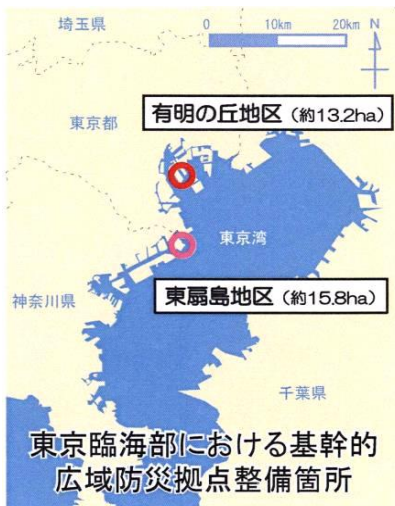 埼玉県
0 10km 20km N
有明の丘地区（約13.2ha）
東京都
東京湾
東扇島地区（約15.8ha）
神奈川県
千葉県
東京臨海部における基幹的
広域防災拠点整備箇所